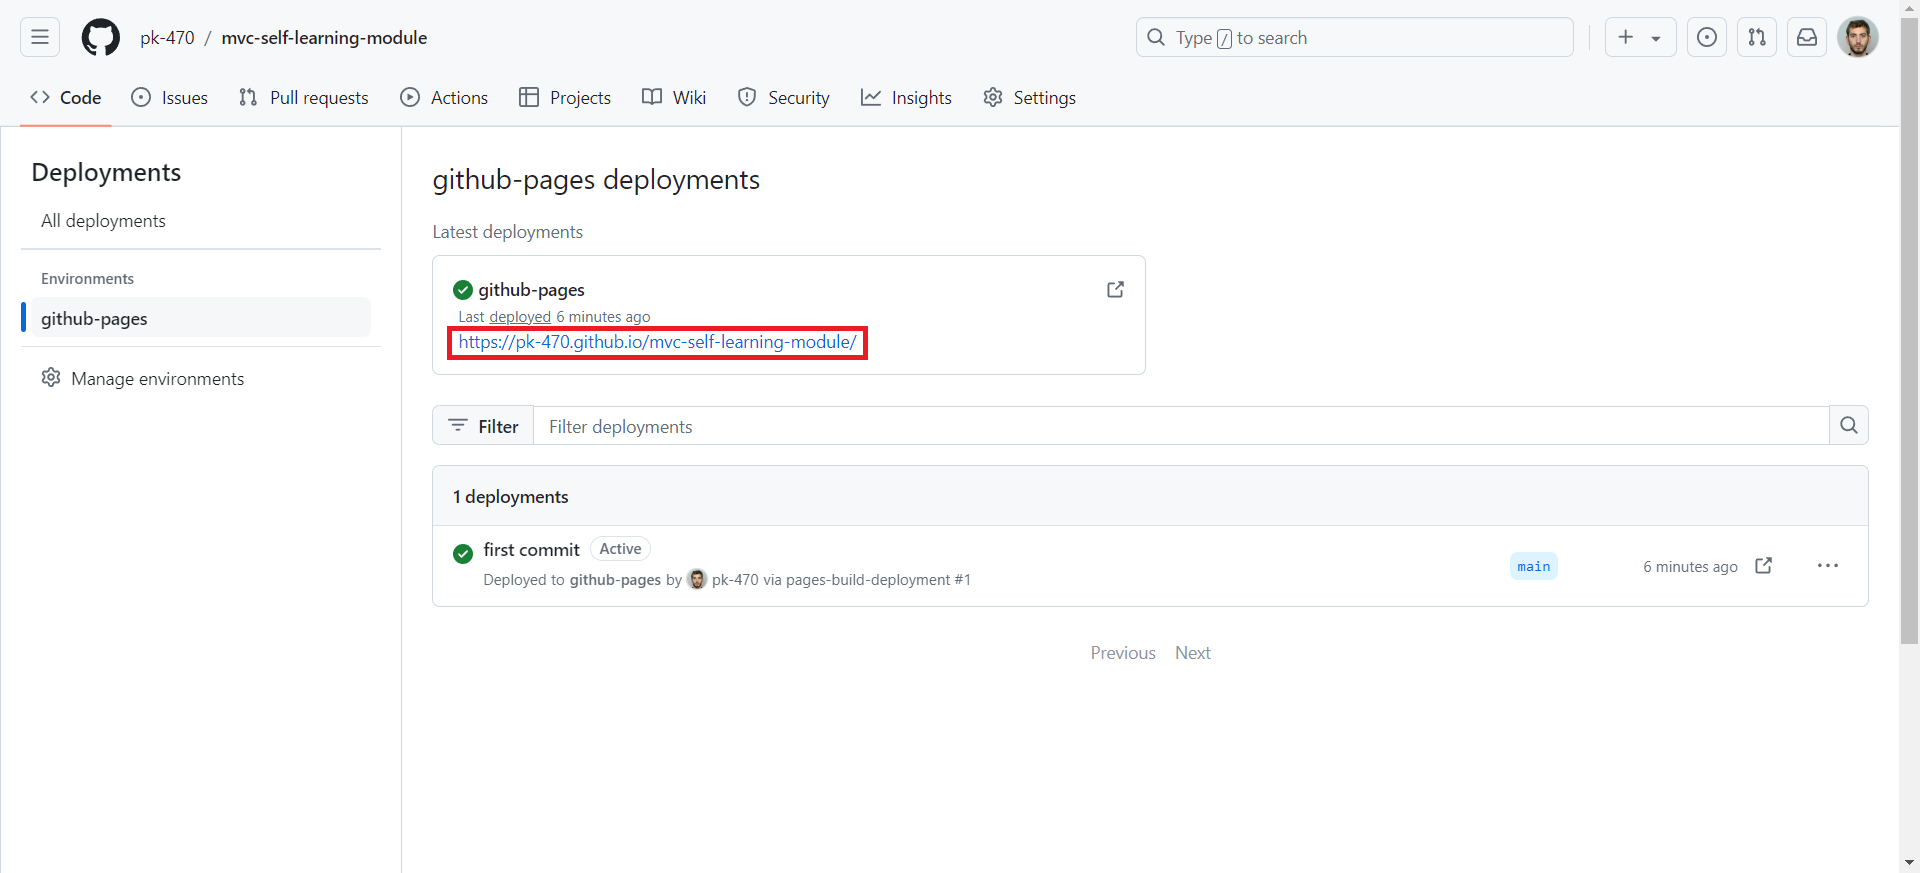 pk-470 / mvc-self-learning-module
Type / to search
Code
Issues
Pull requests
Actions
Projects
Wiki
Security
Insights
Settings
Deployments
All deployments
Environments
github-pages
Manage environments
github-pages deployments
Latest deployments
github-pages
Last deployed 6 minutes ago
https://pk-470.github.io/mvc-self-learning-module/
Filter
Filter deployments
1 deployments
first commit Active
Deployed to github-pages by pk-470 via pages-build-deployment #1
main
6 minutes ago
Previous Next